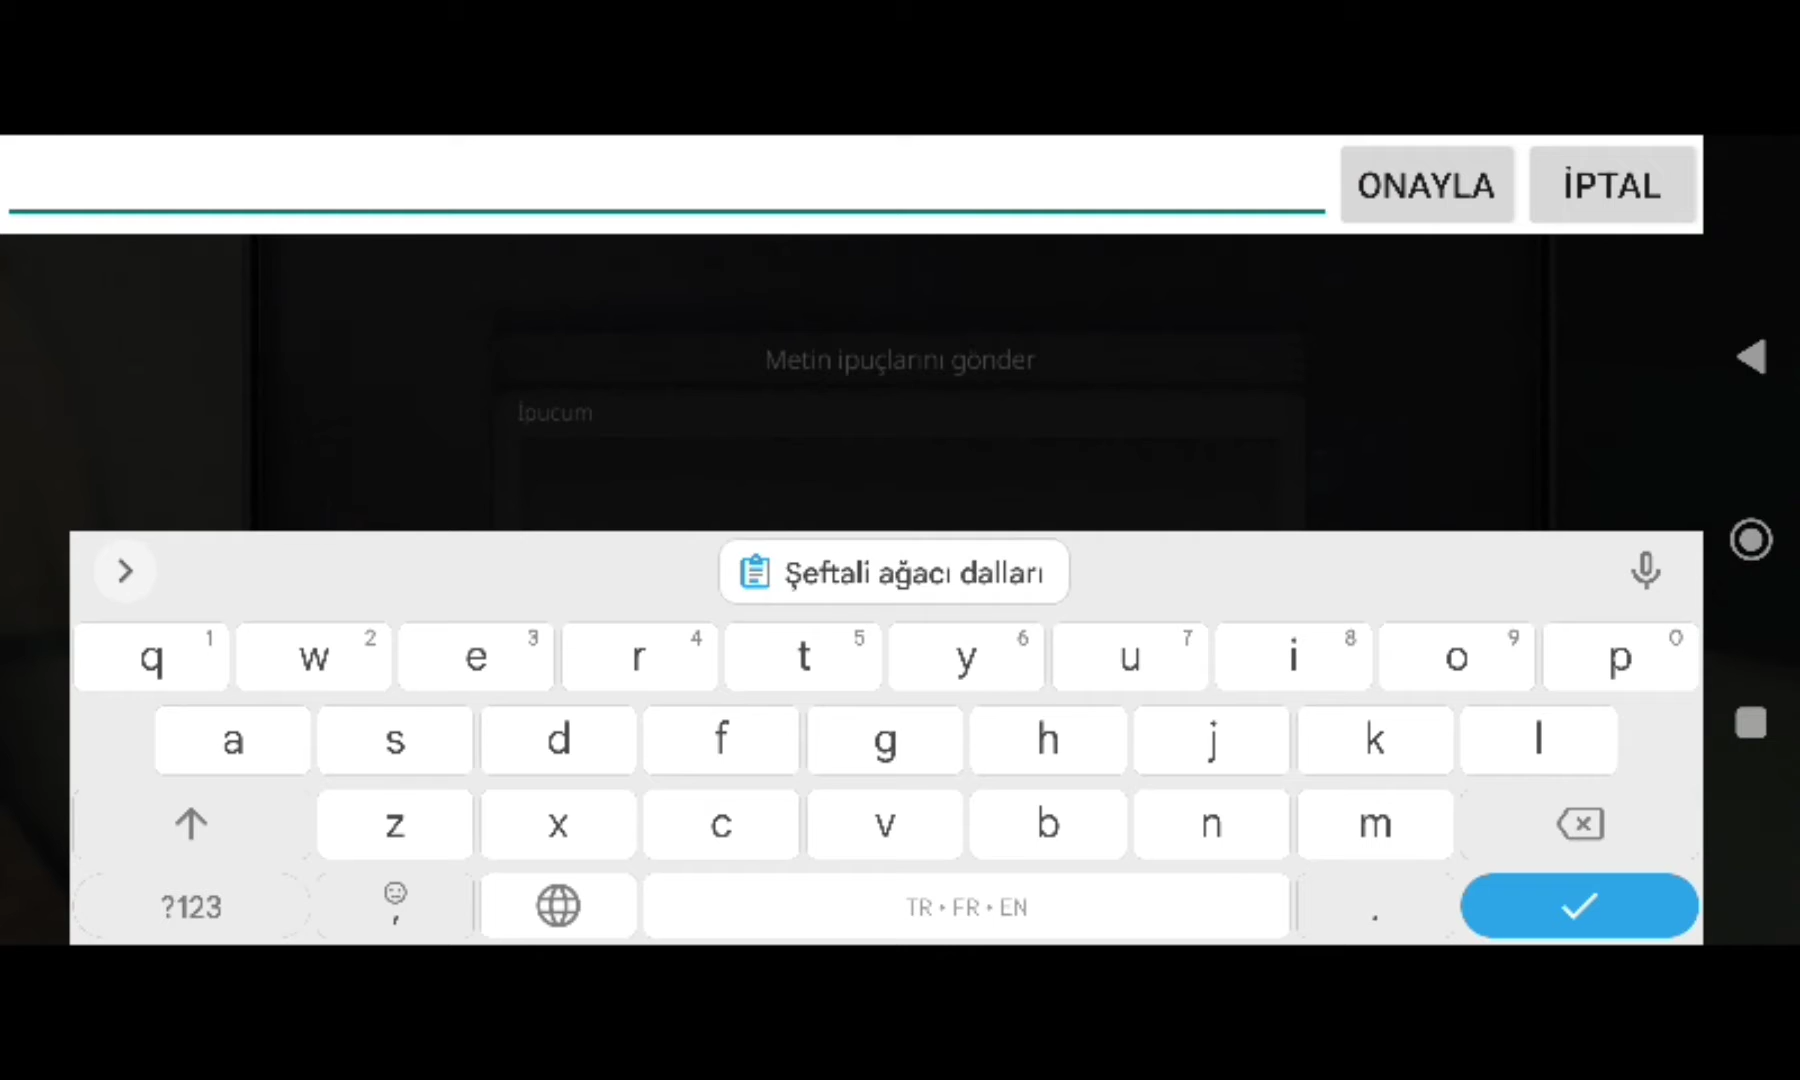 ONAYLA İPTAL
Metin ipuçlarını gönder
İpucum
Şeftali ağacı dalları
q 1 w 2 e 3 r 4 t 5 y 6 u 7 i 8 o 9 p 0
a s d f g h j k l
z x c v b n m
?123 , TR • FR • EN .